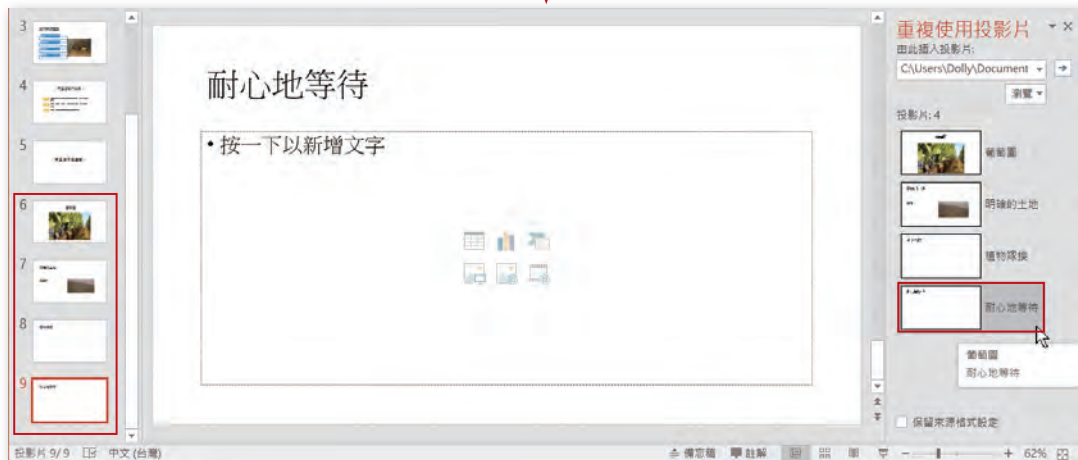 3
4
5
6
7
8
9
耐心地等待
• 按一下以新增文字
重複使用投影片
由此插入投影片:
C:\Users\Dolly\Document
瀏覽
投影片: 4
葡萄園
明確的土地
植物嫁接
耐心地等待
葡萄園
耐心地等待
保留來源格式設定
投影片 9/9 中文 (台灣) 備忘稿 註解 62%